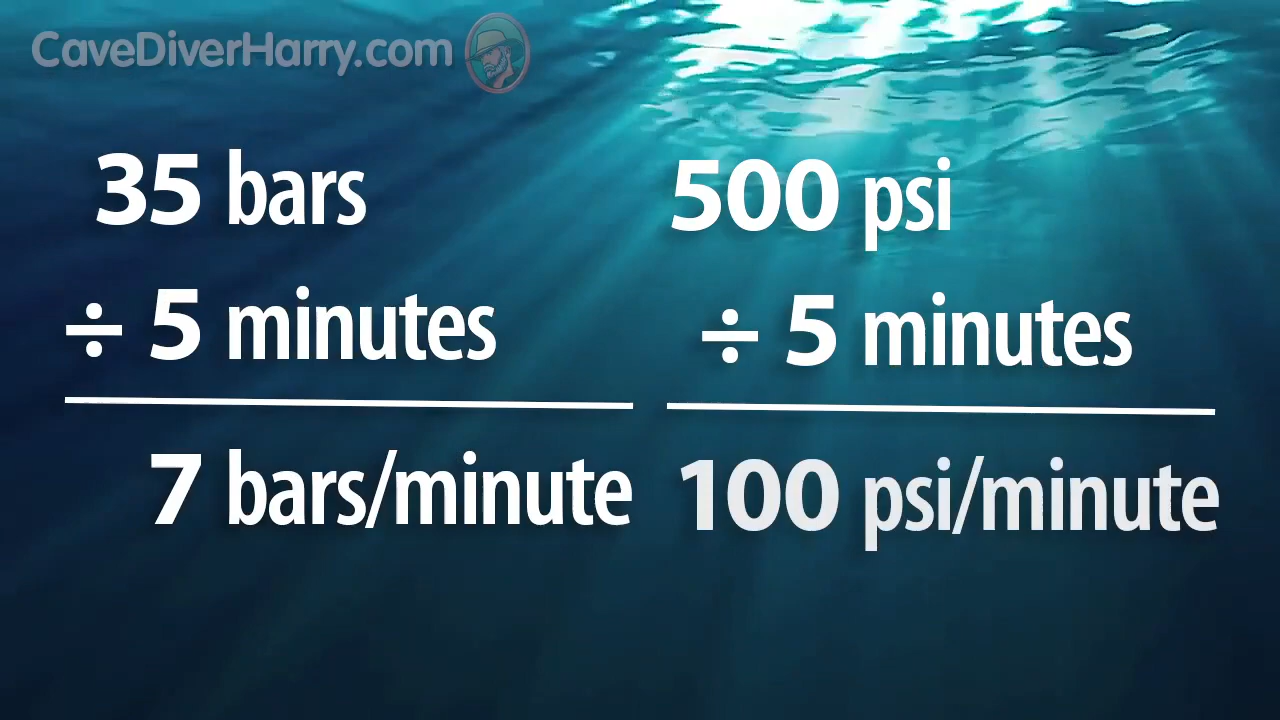 CaveDiverHarry.com
35 bars
÷ 5 minutes
7 bars/minute
500 psi
÷ 5 minutes
100 psi/minute